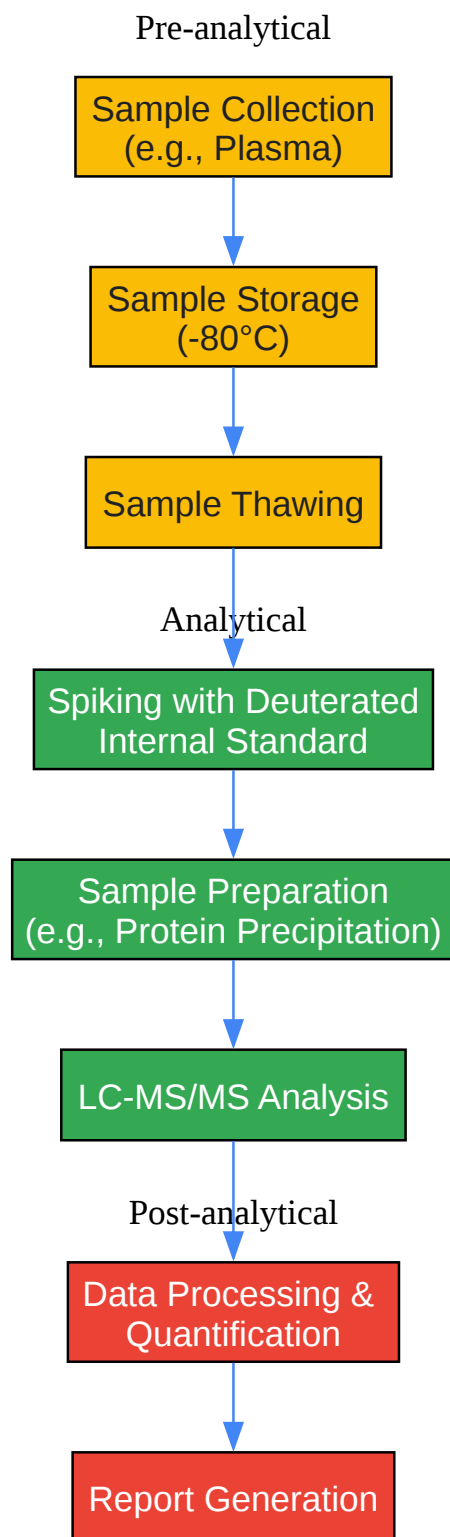 Pre-analytical
Sample Collection
(e.g., Plasma)
Sample Storage
(-80°C)
Sample Thawing
Analytical
Spiking with Deuterated
Internal Standard
Sample Preparation
(e.g., Protein Precipitation)
LC-MS/MS Analysis
Post-analytical
Data Processing &
Quantification
Report Generation